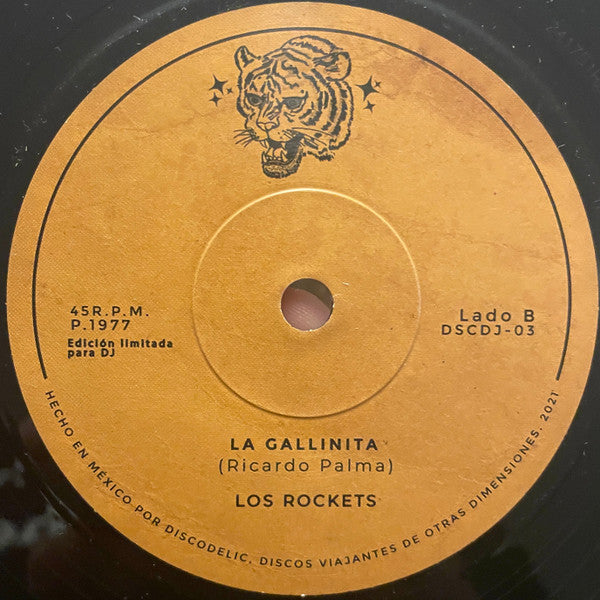 45R.P.M.
P.1977
Edición limitada
para DJ
Lado B
DSCDJ-03
LA GALLINITA
(Ricardo Palma)
LOS ROCKETS
HECHO EN MÉXICO POR DISCODELIC, DISCOS VIAJANTES DE OTRAS DIMENSIONES. 2021